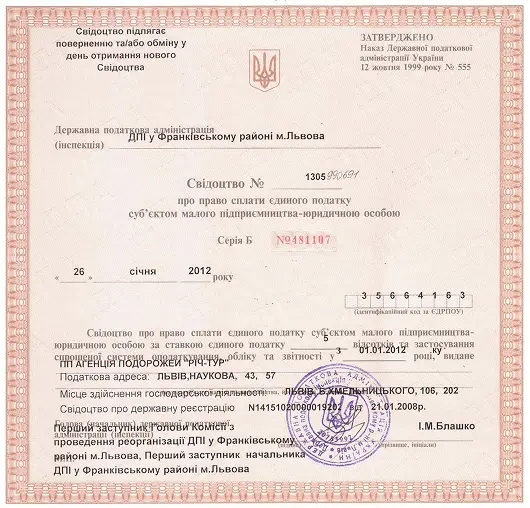 Свідоцтво підлягає
поверненню та/або обміну у
день отримання нового
Свідоцтва
ЗАТВЕРДЖЕНО
Наказ Державної податкової
адміністрації України
12 жовтня 1999 року № 555
Державна податкова адміністрація
(інспекція) ДПІ у Франківському районі м.Львова
Свідоцтво № 1305990691
про право сплати єдиного податку
суб'єктом малого підприємництва-юридичною особою
Серія Б №481107
« 26 » січня 2012 року
3 5 6 6 4 1 6 3
(ідентифікаційний код за ЄДРПОУ)
Свідоцтво про право сплати єдиного податку суб'єктом малого підприємництва-
юридичною особою за ставкою єдиного податку 5 відсотків та застосування
спрощеної системи оподаткування, обліку та звітності у з 01.01.2012 ку році, видане
ПП АГЕНЦІЯ ПОДОРОЖЕЙ "РІЧ-ТУР"
Податкова адреса: ЛЬВІВ,НАУКОВА, 43, 57
Місце здійснення господарської діяльності ЛЬВІВ, Б.ХМЕЛЬНИЦЬКОГО, 106, 202
Свідоцтво про державну реєстрацію N14151020000019202 від 21.01.2008р.
Голова (начальник) державної податкової
адміністрації (інспекції)
Перший заступник Голови Комісії з І.М.Блашко
проведення реорганізації ДПІ у Франківському
районі м.Львова, Перший заступник начальника
ДПІ у Франківському районі м.Львова